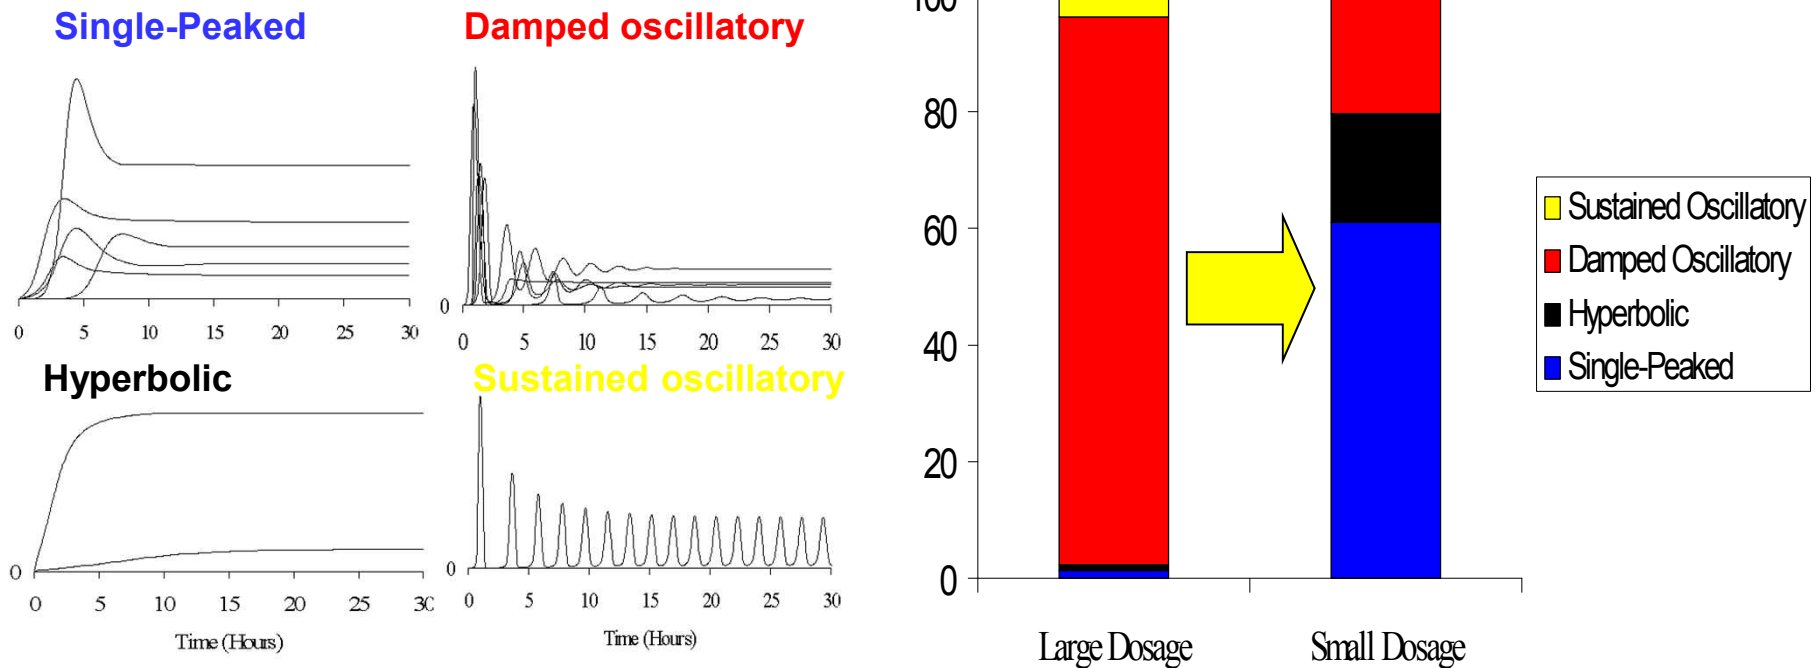 Single-Peaked
Damped oscillatory
0 5 10 15 20 25 30
0
0 5 10 15 20 25 30
Hyperbolic
Sustained oscillatory
0
0 5 10 15 20 25 30
Time (Hours)
0
0 5 10 15 20 25 30
Time (Hours)
100
80
60
40
20
0
Large Dosage
Small Dosage
Sustained Oscillatory
Damped Oscillatory
Hyperbolic
Single-Peaked